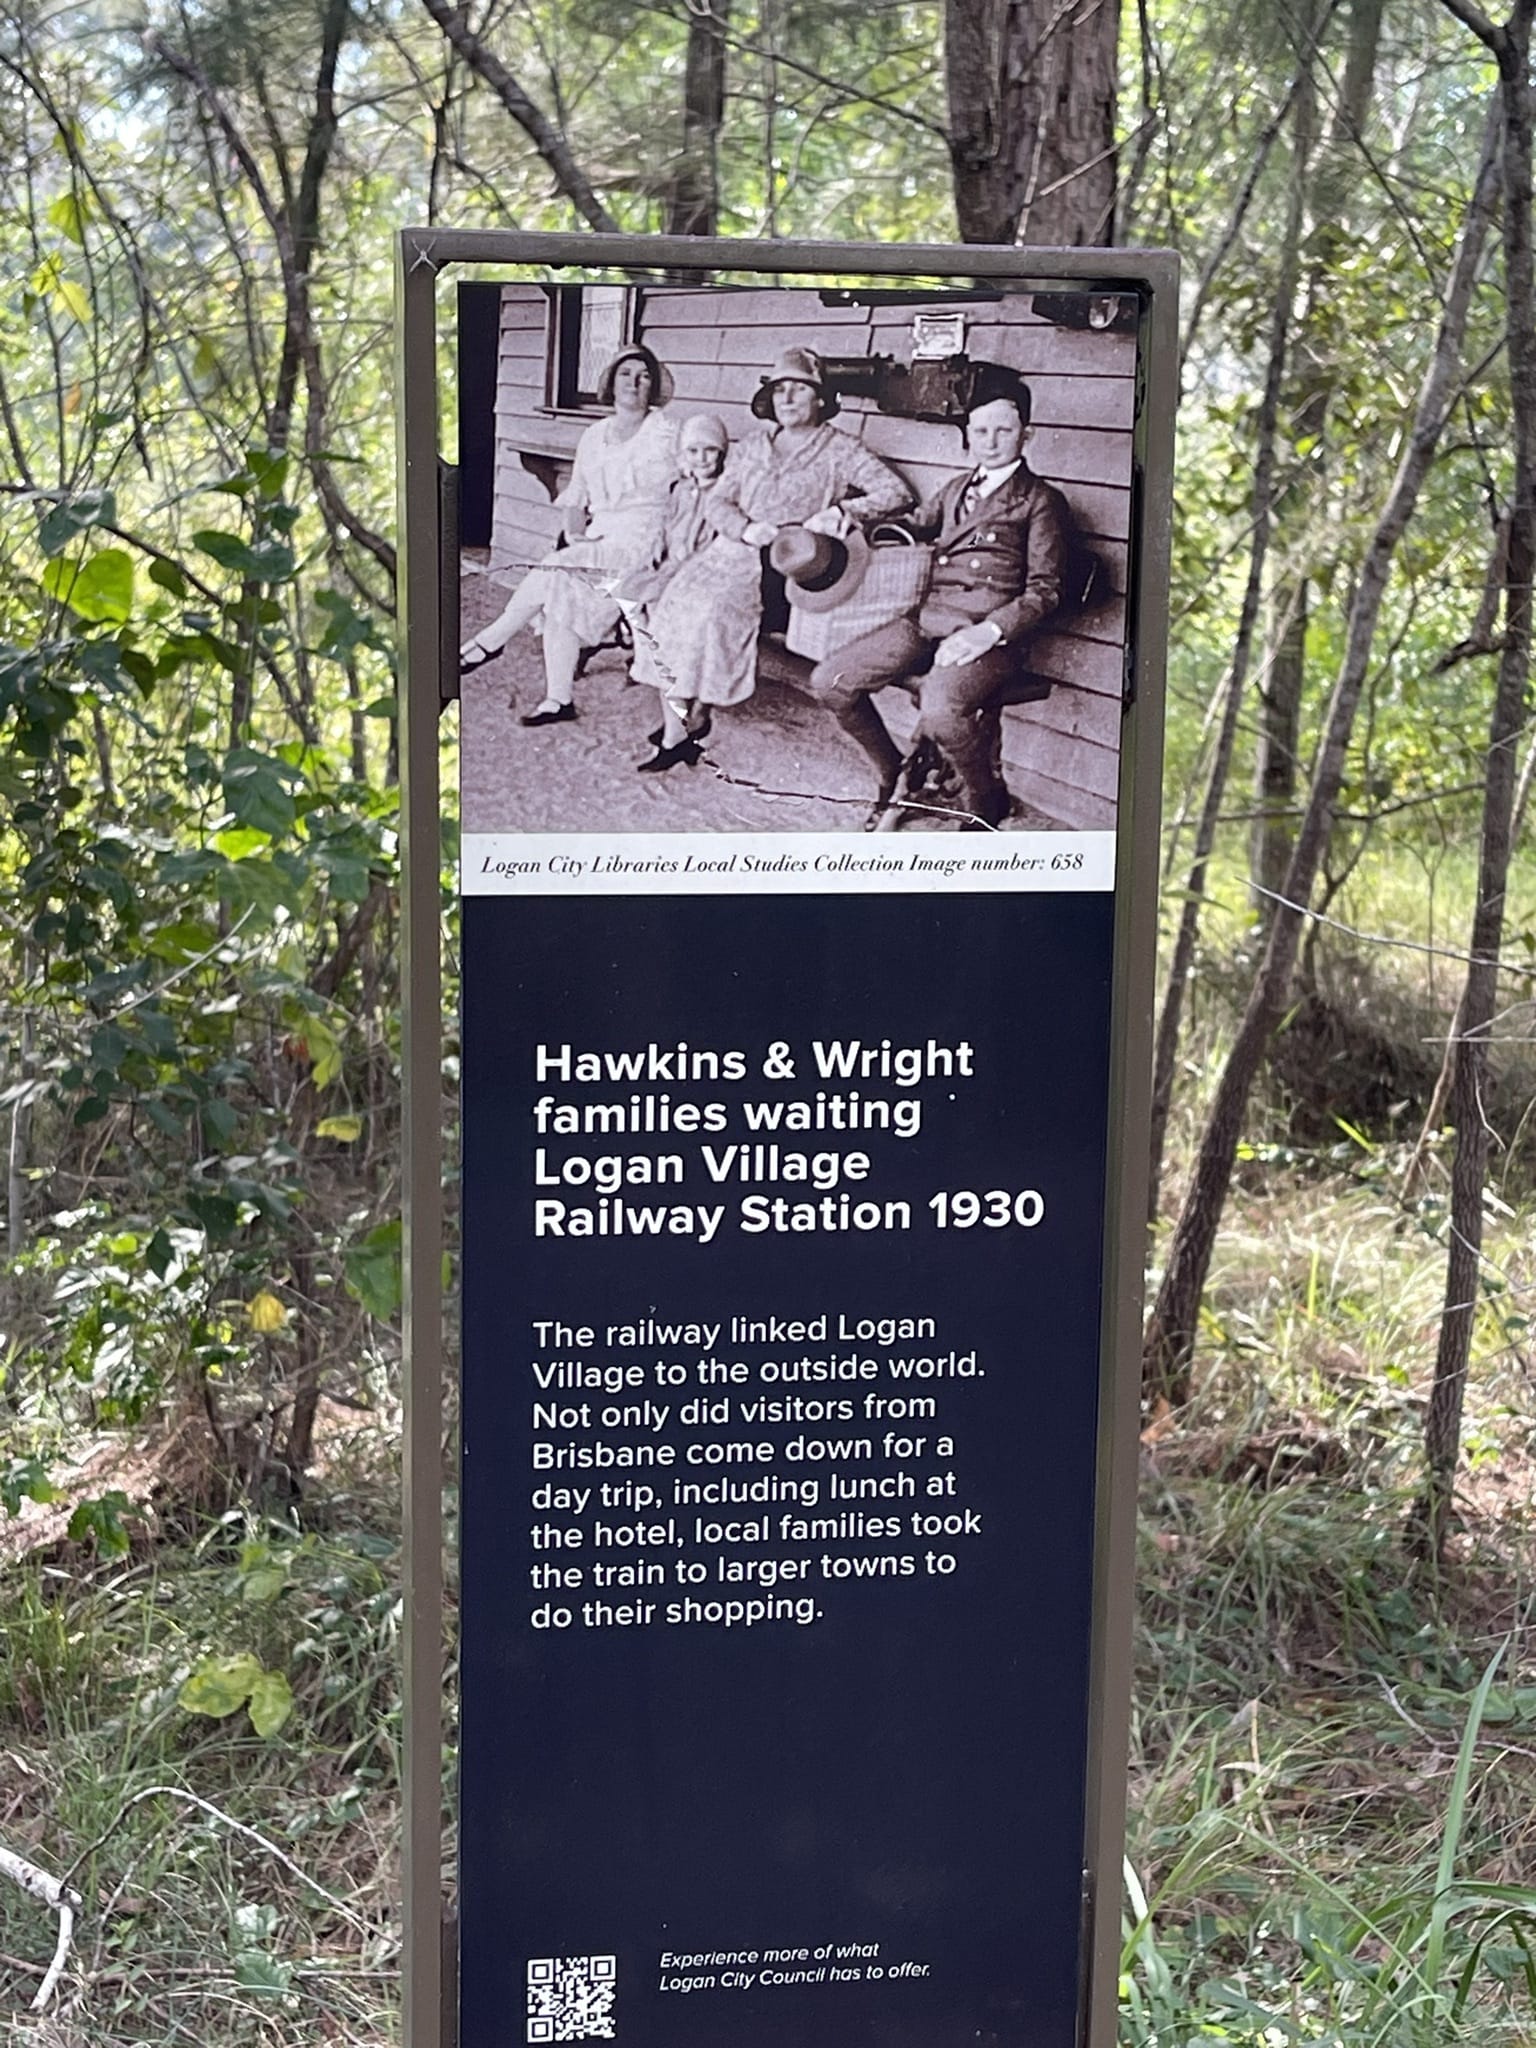 Logan City Libraries Local Studies Collection Image number: 658
Hawkins & Wright
families waiting
Logan Village
Railway Station 1930
The railway linked Logan
Village to the outside world.
Not only did visitors from
Brisbane come down for a
day trip, including lunch at
the hotel, local families took
the train to larger towns to
do their shopping.
Experience more of what
Logan City Council has to offer.